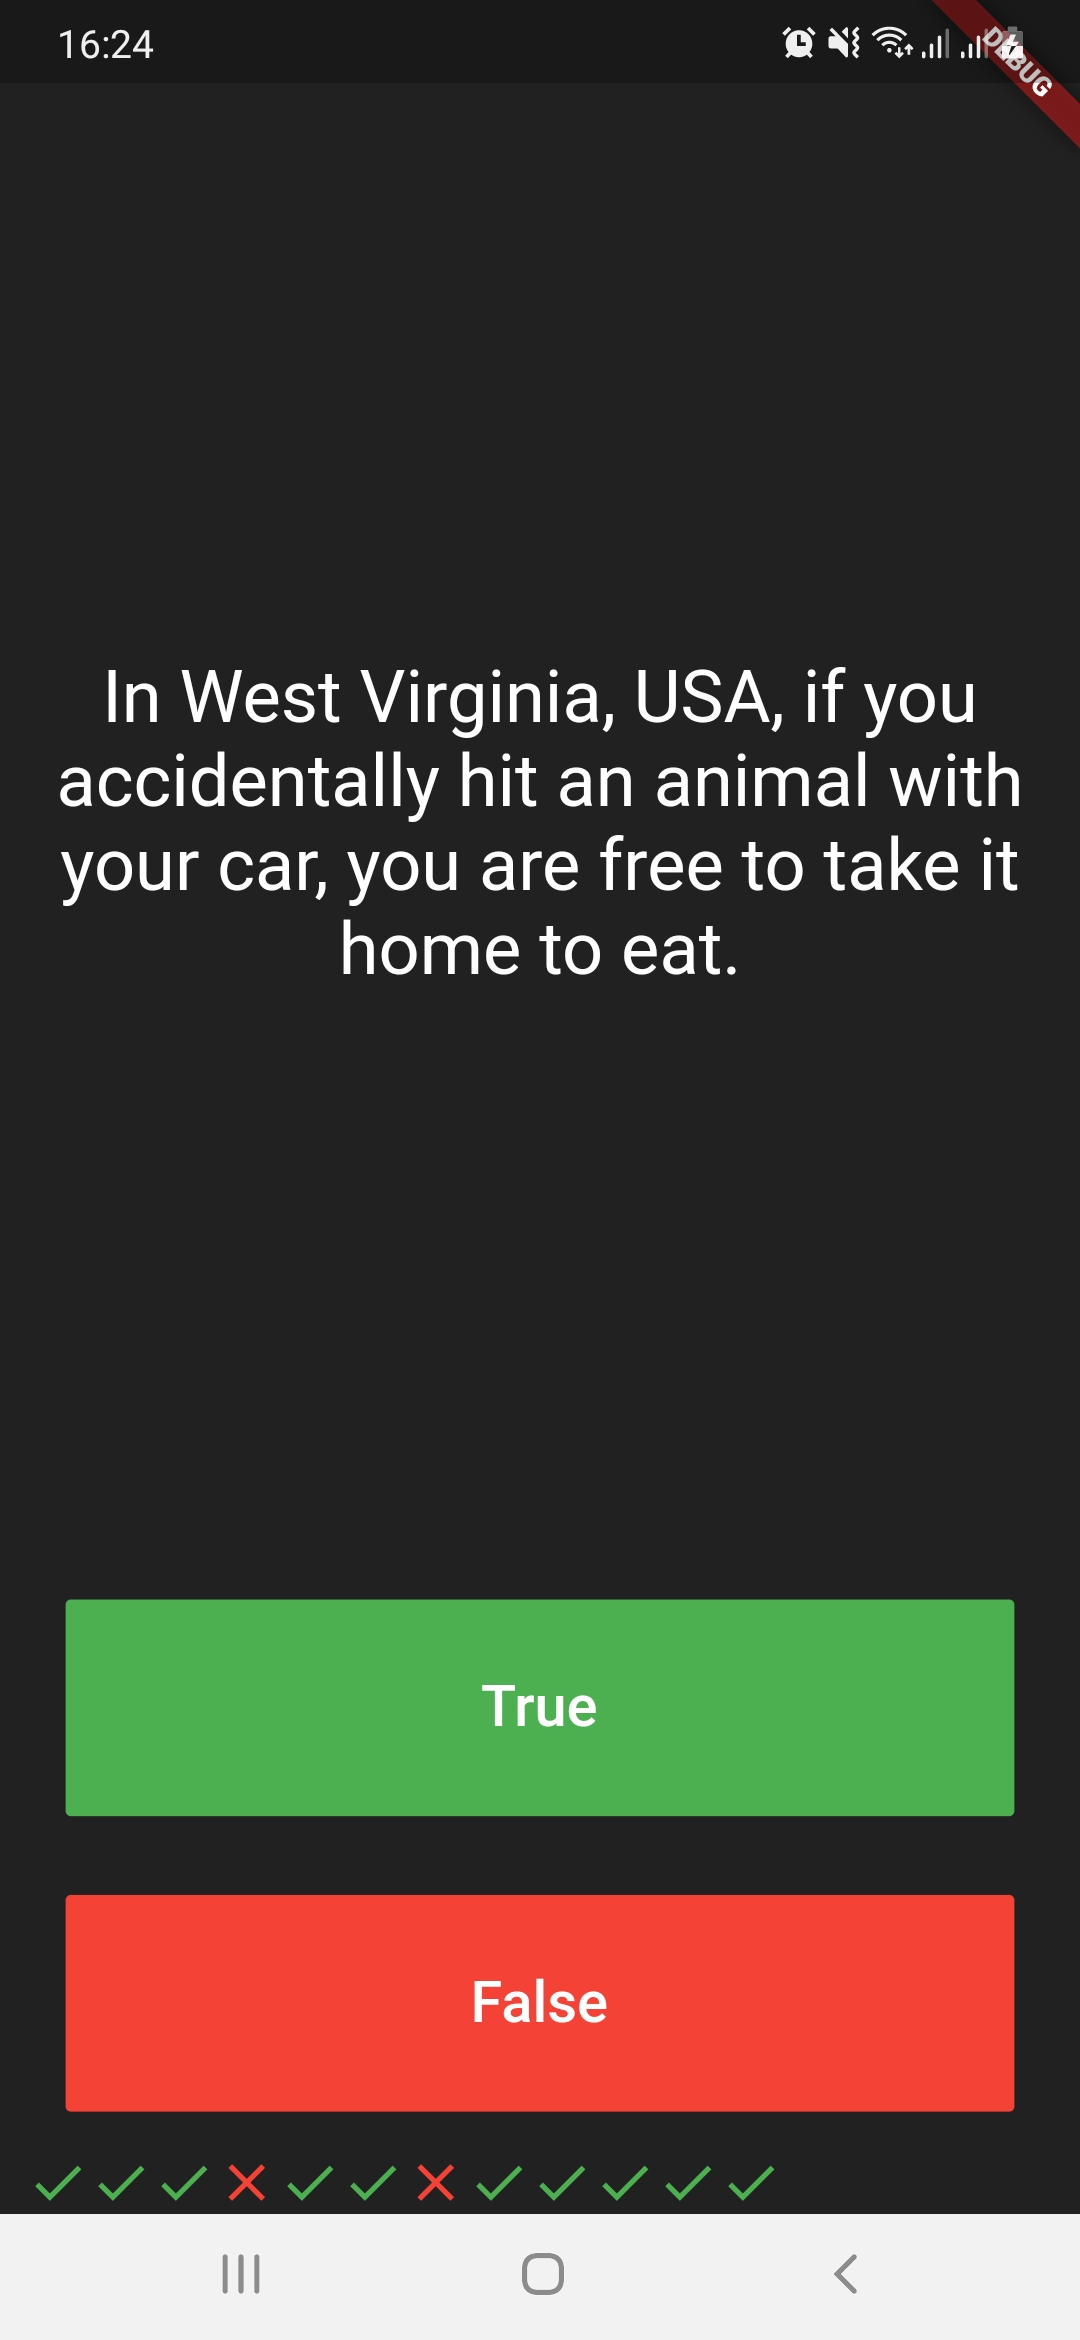 16:24
DEBUG
In West Virginia, USA, if you
accidentally hit an animal with
your car, you are free to take it
home to eat.
True
False